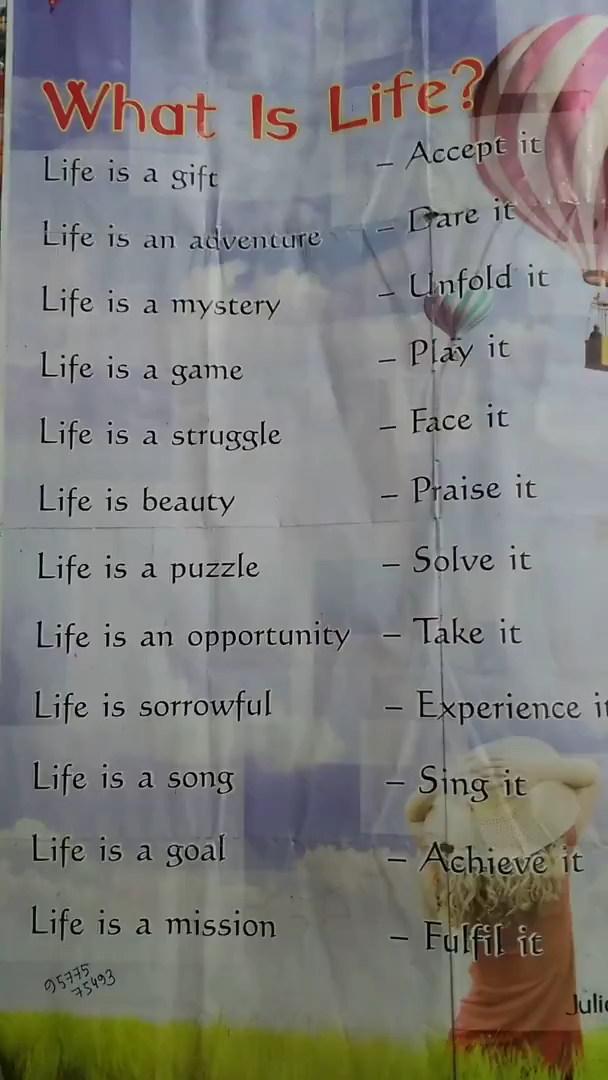 What Is Life?
Life is a gift – Accept it
Life is an adventure – Dare it
Life is a mystery – Unfold it
Life is a game – Play it
Life is a struggle – Face it
Life is beauty – Praise it
Life is a puzzle – Solve it
Life is an opportunity – Take it
Life is sorrowful – Experience it
Life is a song – Sing it
Life is a goal – Achieve it
Life is a mission – Fulfil it
95775
75493